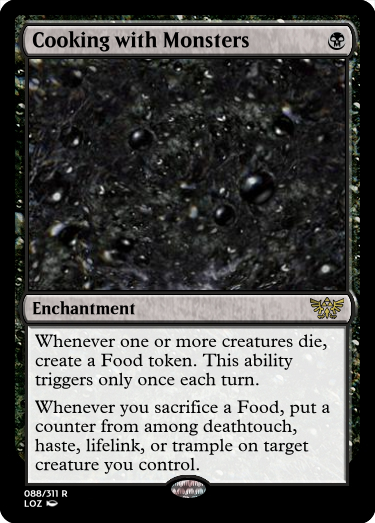 Cooking with Monsters
Enchantment
Whenever one or more creatures die,
create a Food token. This ability
triggers only once each turn.
Whenever you sacrifice a Food, put a
counter from among deathtouch,
haste, lifelink, or trample on target
creature you control.
088/311 R
LOZ